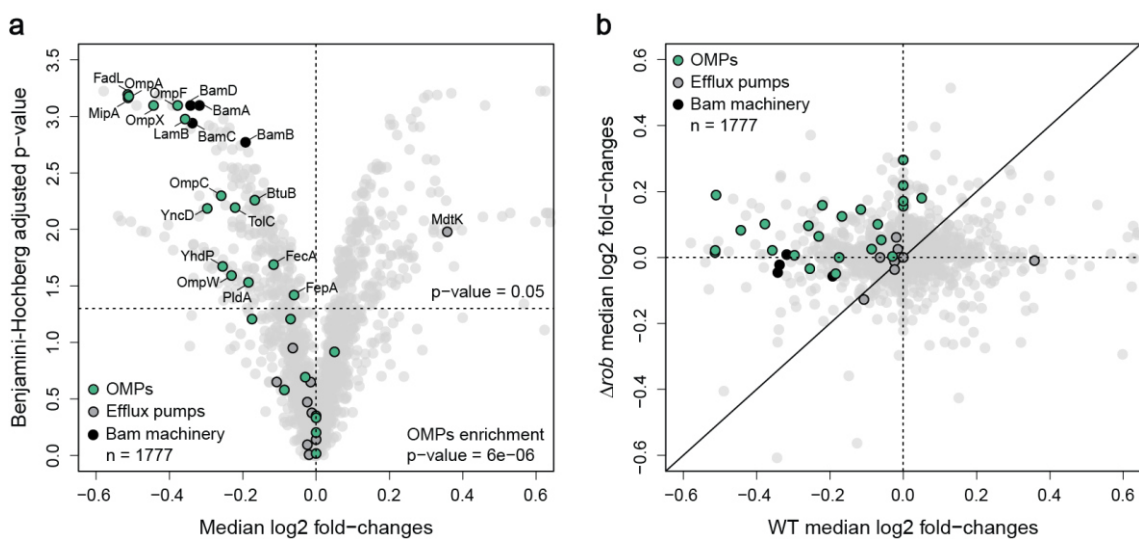 a
Benjamini-Hochberg adjusted p-value
3.5
3.0
2.5
2.0
1.5
1.0
0.5
0.0
FadL
OmpA
OmpF
BamD
MipA
OmpX
BamA
LamB
BamC
BamB
OmpC
BtuB
YncD
TolC
MdtK
YhdP
FecA
OmpW
PldA
FepA
p-value = 0.05
OMPs
Efflux pumps
Bam machinery
n = 1777
OMPs enrichment
p-value = 6e-06
−0.6 −0.4 −0.2 0.0 0.2 0.4 0.6
Median log2 fold−changes
b
Δrob median log2 fold−changes
0.6
0.4
0.2
0.0
−0.2
−0.4
−0.6
OMPs
Efflux pumps
Bam machinery
n = 1777
−0.6 −0.4 −0.2 0.0 0.2 0.4 0.6
WT median log2 fold−changes